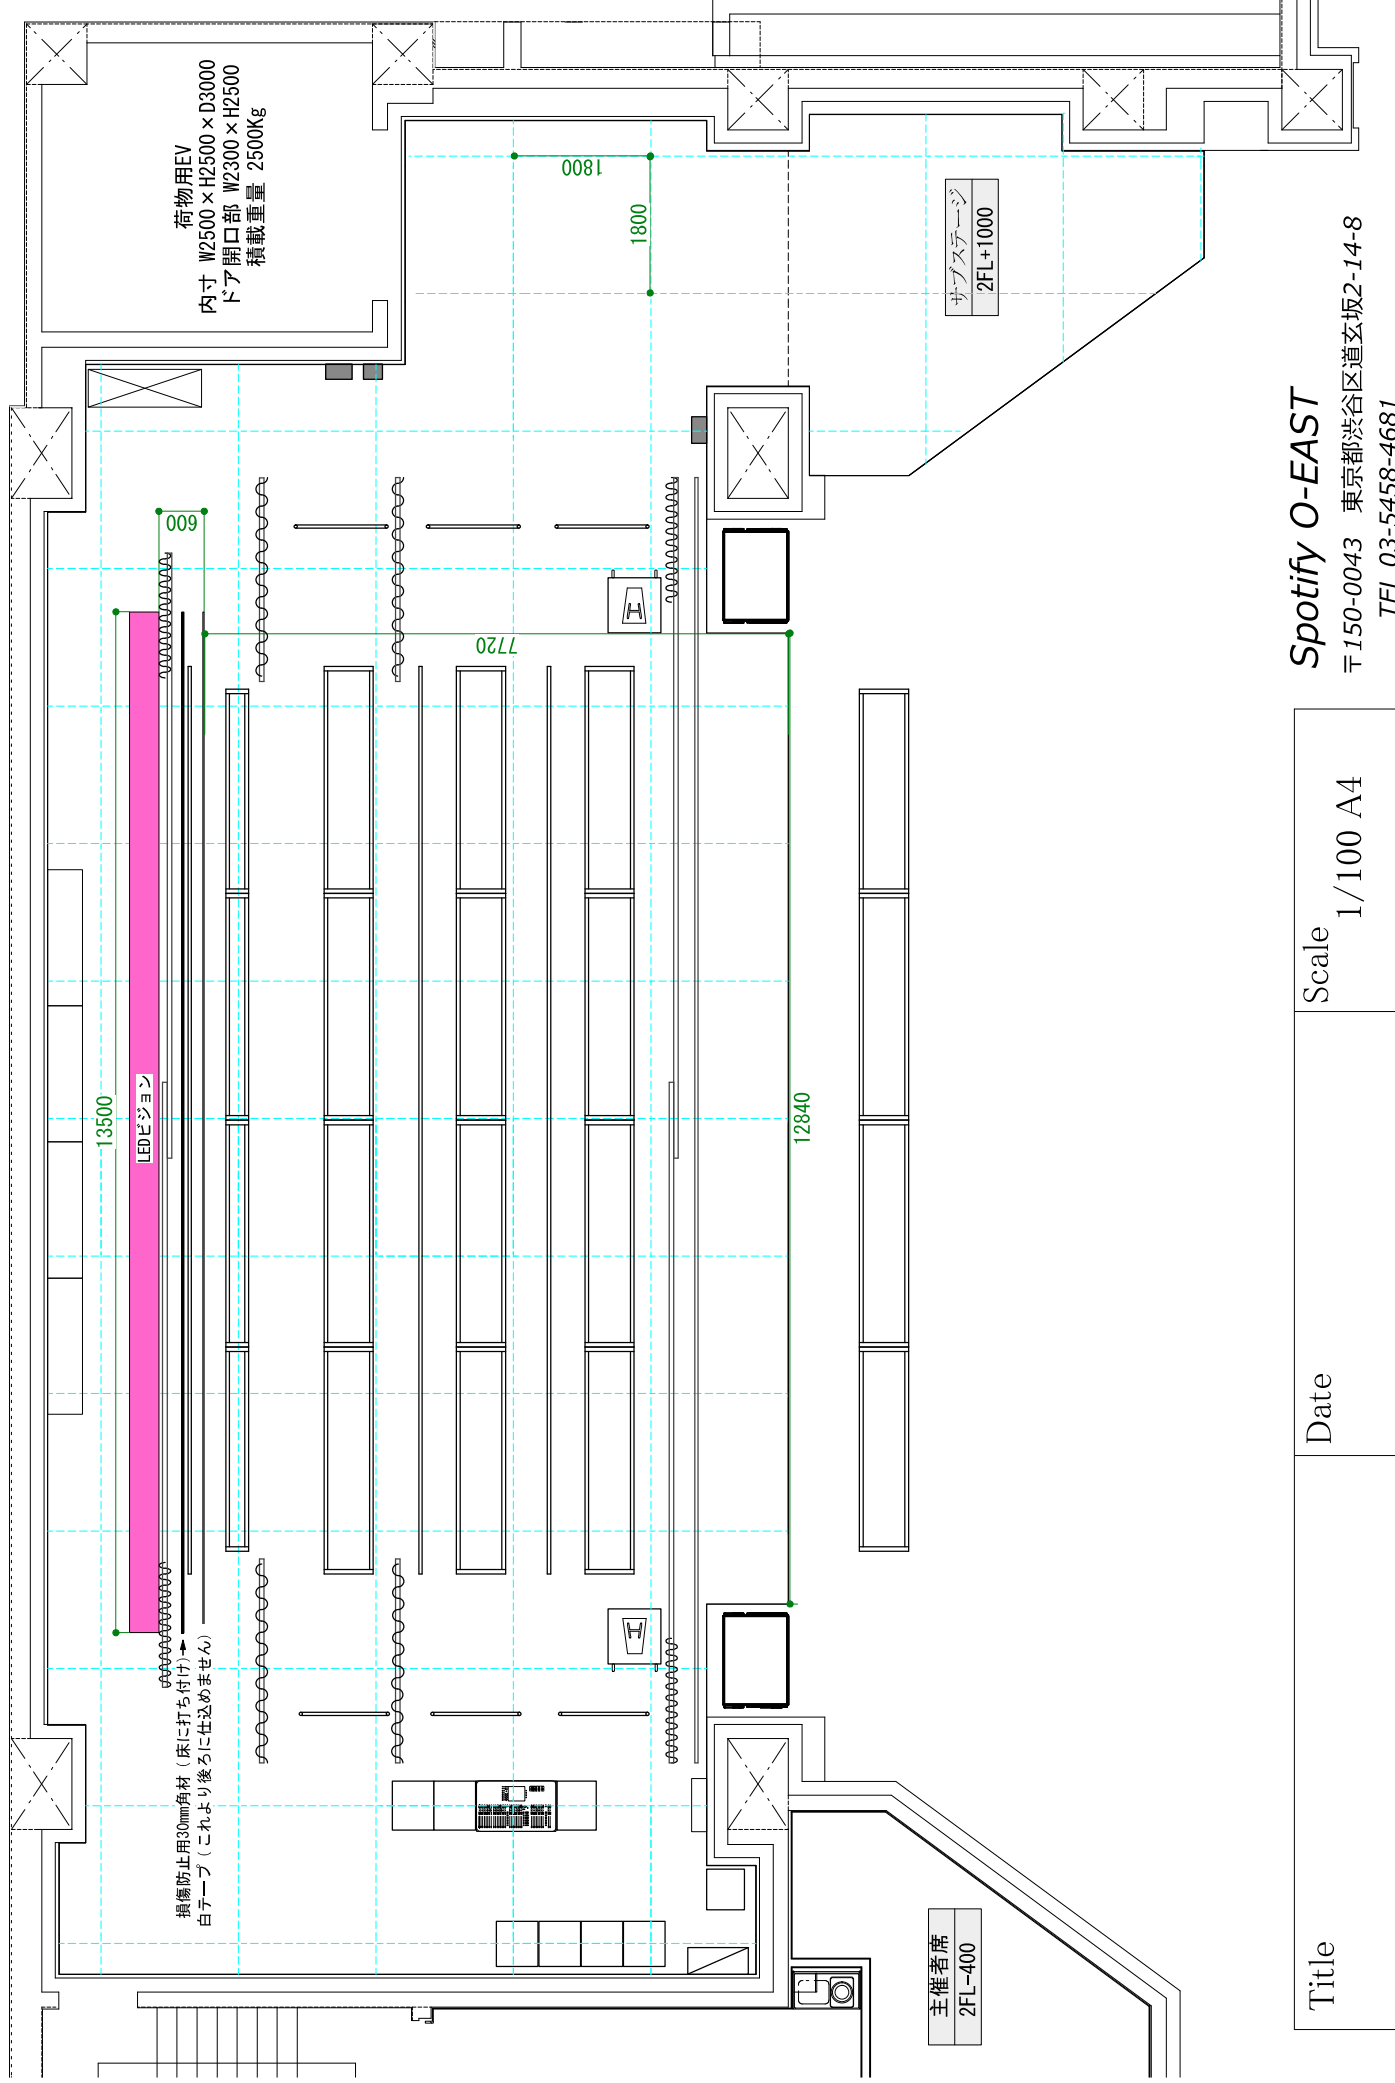 荷物用EV
内寸 W2500×H2500×D3000
ドア開口部 W2300×H2500
積載重量 2500Kg
1800
1800
サブステージ
2FL+1000
600
7720
13500
LEDビジョン
12840
損傷防止用30mm角材（床に打ち付け）
白テープ（これより後ろに仕込めません）
H
H
主催者席
2FL-400
Spotify O-EAST
〒150-0043 東京都渋谷区道玄坂2-14-8
TEL 03-5458-4681
Title
Date
Scale
1/100 A4